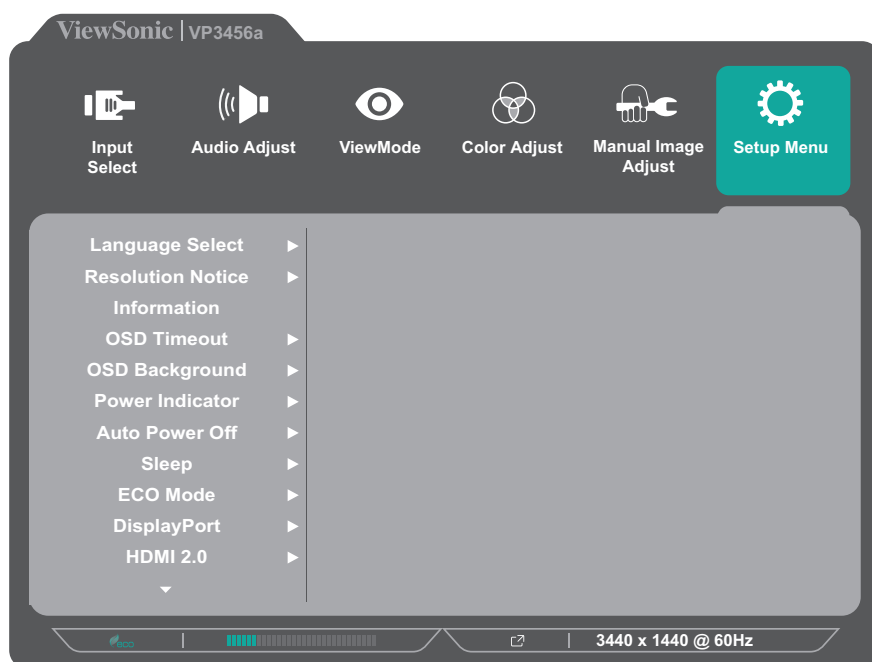 ViewSonic | VP3456a
Input Select
Audio Adjust
ViewMode
Color Adjust
Manual Image Adjust
Setup Menu
Language Select
Resolution Notice
Information
OSD Timeout
OSD Background
Power Indicator
Auto Power Off
Sleep
ECO Mode
DisplayPort
HDMI 2.0
eco
3440 x 1440 @ 60Hz